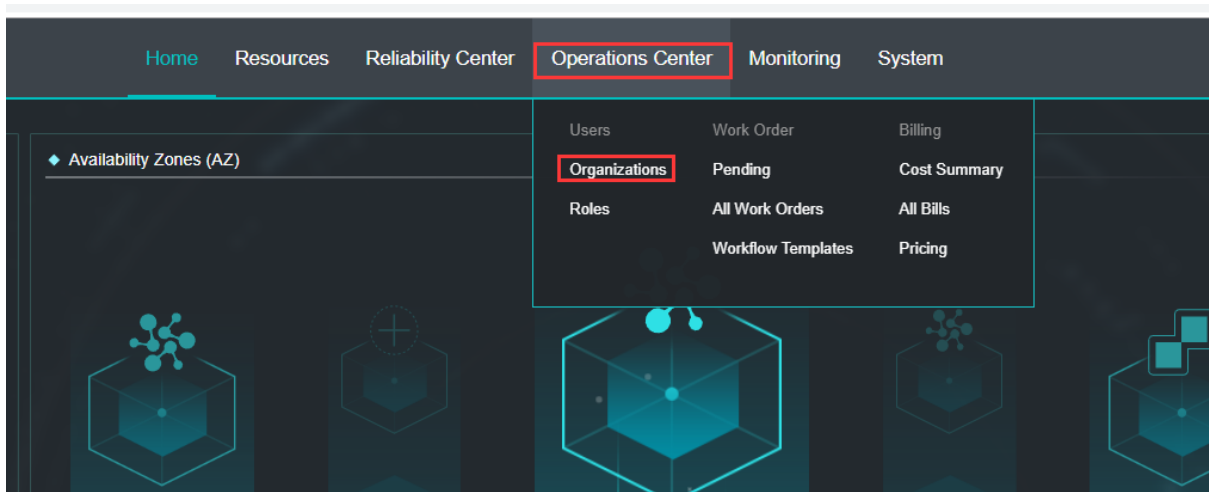 Home Resources Reliability Center Operations Center Monitoring System
Availability Zones (AZ)
Users Work Order Billing
Organizations Pending Cost Summary
Roles All Work Orders All Bills
Workflow Templates Pricing